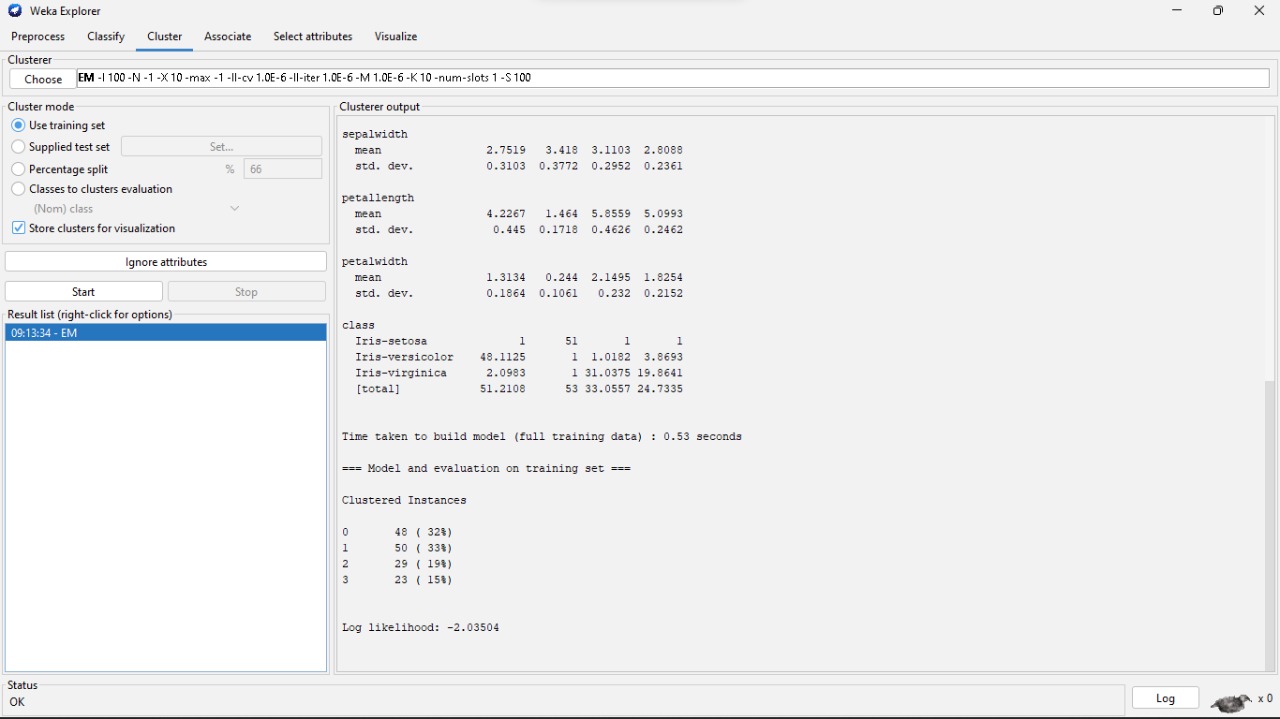 Weka Explorer
Preprocess Classify Cluster Associate Select attributes Visualize
Clusterer
Choose EM -I 100 -N -1 -X 10 -max -1 -ll-cv 1.0E-6 -ll-iter 1.0E-6 -M 1.0E-6 -K 10 -num-slots 1 -S 100
Cluster mode
Use training set
Supplied test set Set...
Percentage split % 66
Classes to clusters evaluation
(Nom) class
Store clusters for visualization
Ignore attributes
Start Stop
Result list (right-click for options)
09:13:34 - EM
Clusterer output
sepalwidth
mean 2.7519 3.418 3.1103 2.8088
std. dev. 0.3103 0.3772 0.2952 0.2361
petallength
mean 4.2267 1.464 5.8559 5.0993
std. dev. 0.445 0.1718 0.4626 0.2462
petalwidth
mean 1.3134 0.244 2.1495 1.8254
std. dev. 0.1864 0.1061 0.232 0.2152
class
Iris-setosa 1 51 1 1
Iris-versicolor 48.1125 1 1.0182 3.8693
Iris-virginica 2.0983 1 31.0375 19.8641
[total] 51.2108 53 33.0557 24.7335
Time taken to build model (full training data) : 0.53 seconds
=== Model and evaluation on training set ===
Clustered Instances
0 48 ( 32%)
1 50 ( 33%)
2 29 ( 19%)
3 23 ( 15%)
Log likelihood: -2.03504
Status
OK
Log x 0